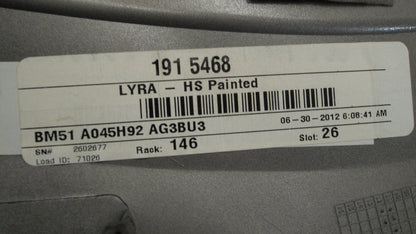 191 5468
LYRA - HS Painted
BM51 A045H92 AG3BU3
06-30-2012 6:08:41 AM
SN# 2602677
Rack: 146
Slot: 26
Load ID: 71026